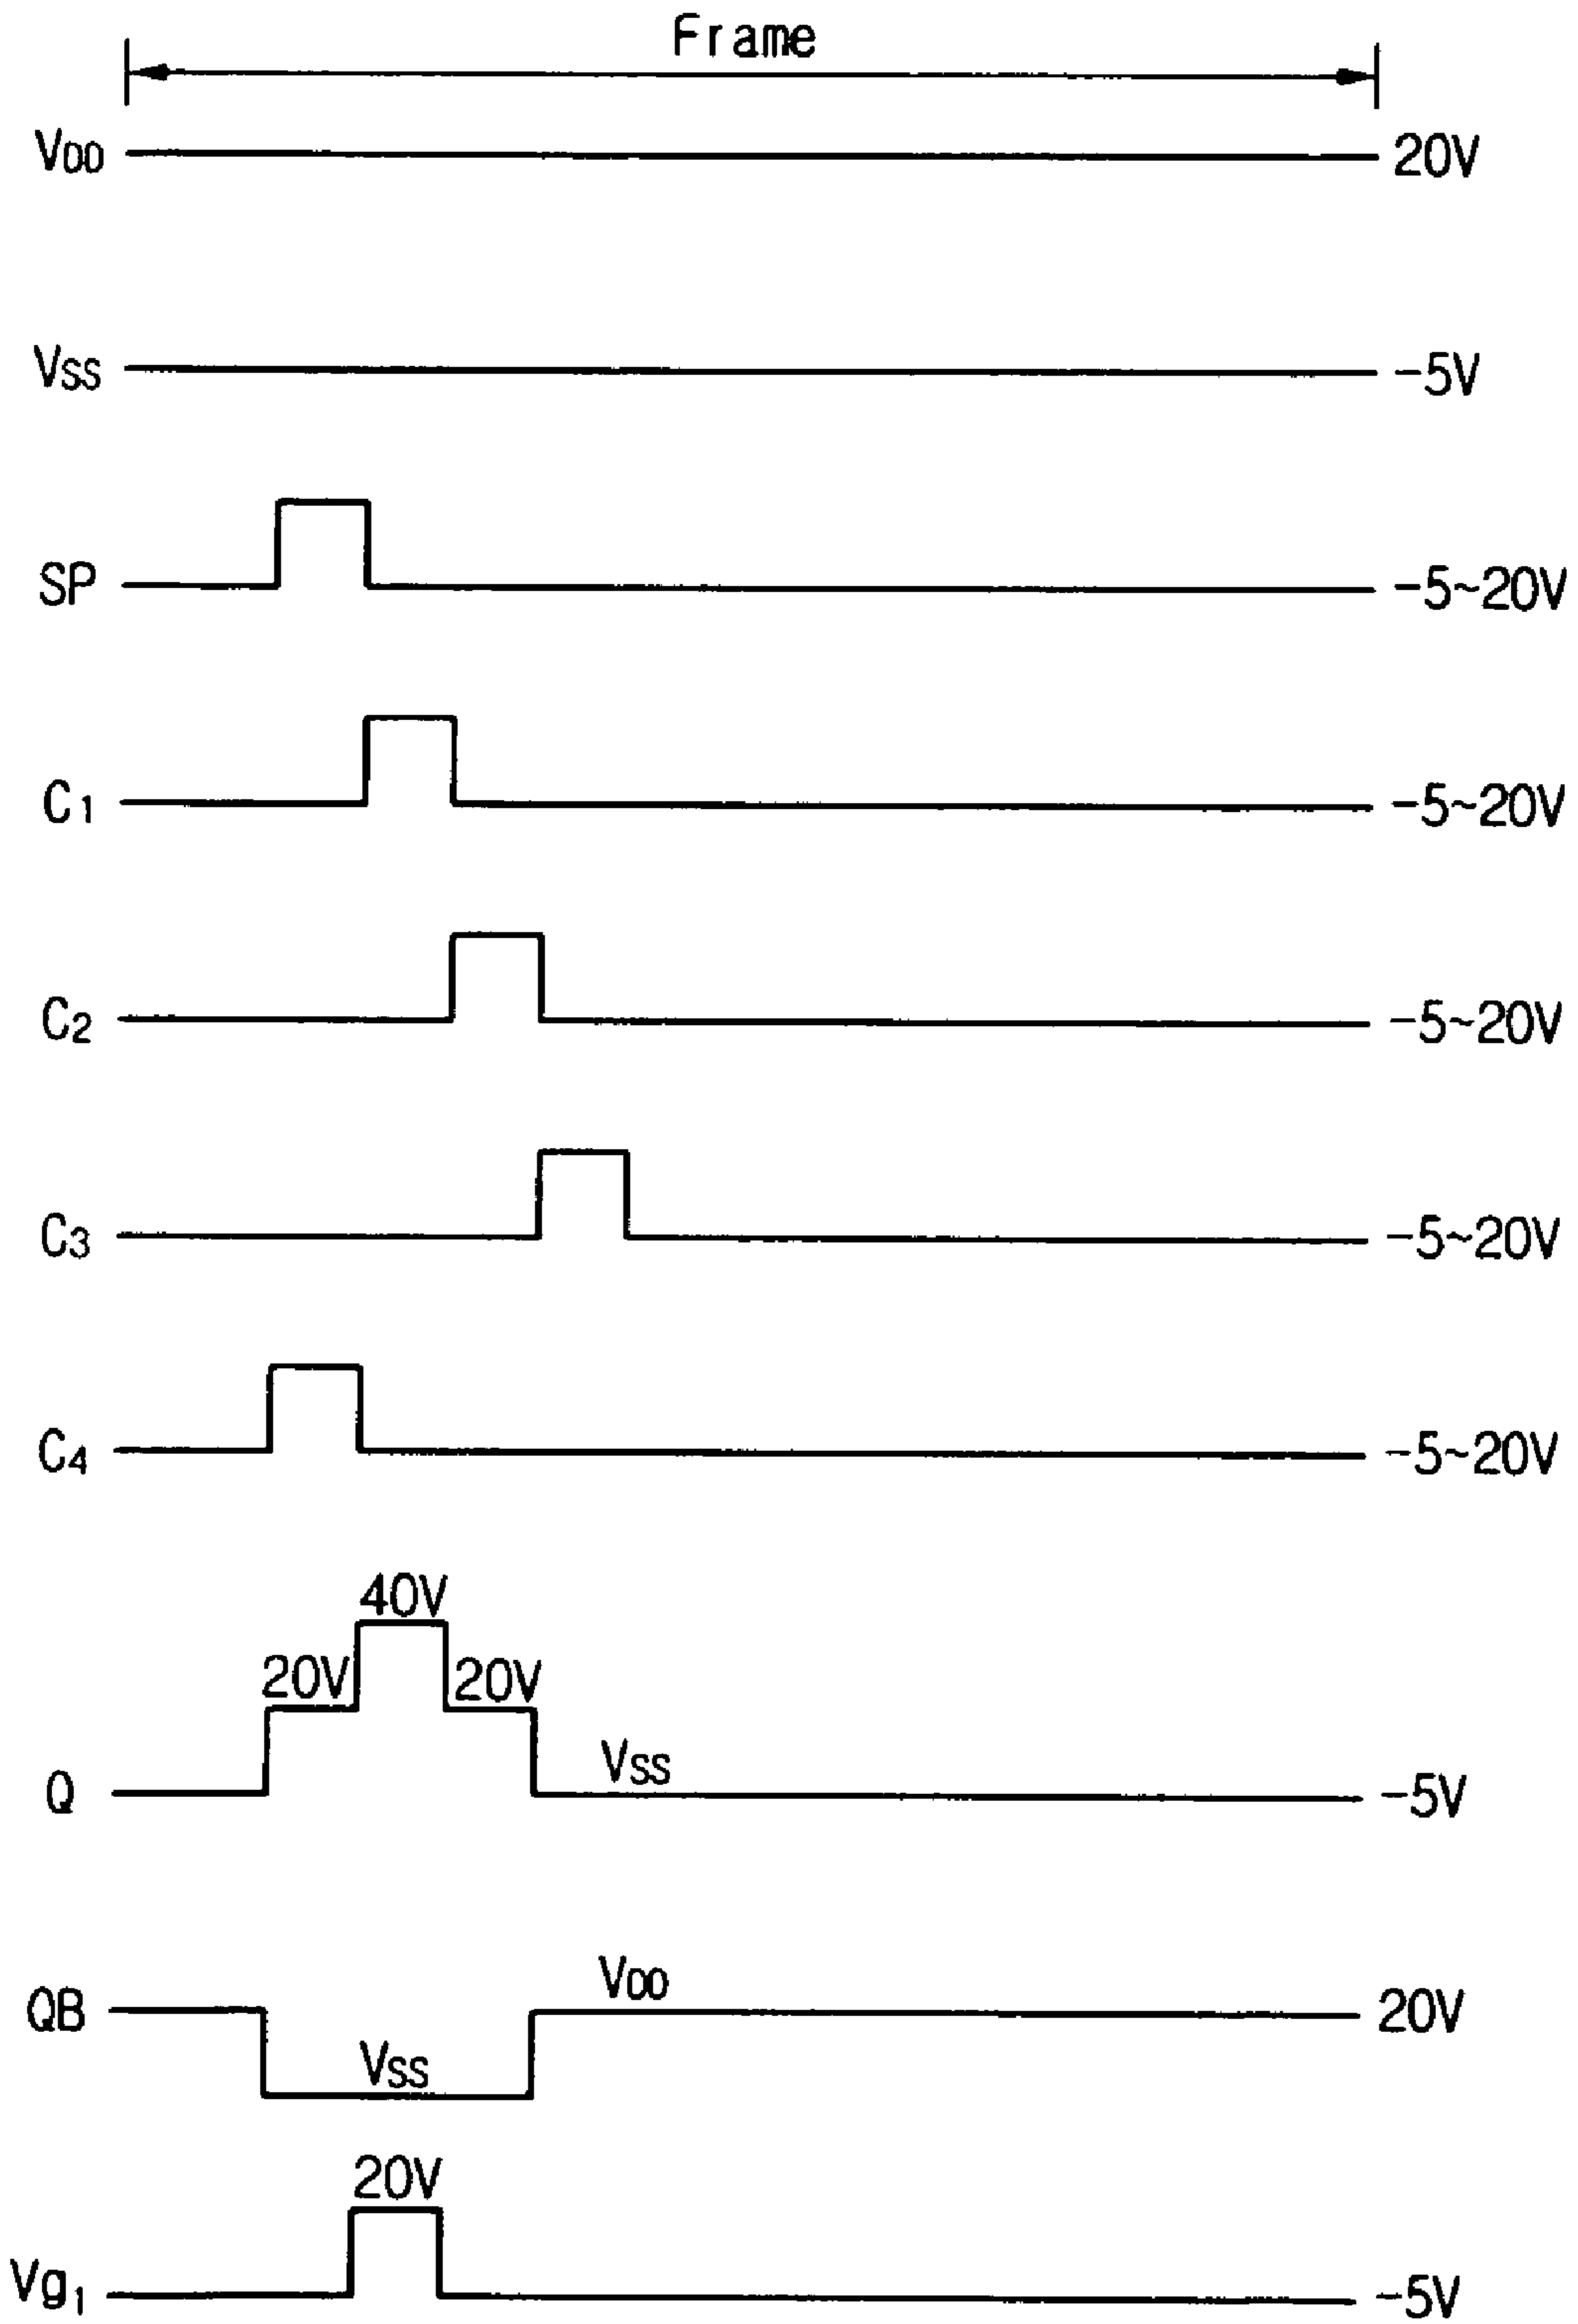 Frame
VDD 20V
VSS -5V
SP -5~20V
C1 -5~20V
C2 -5~20V
C3 -5~20V
C4 -5~20V
40V
20V 20V
VSS
Q -5V
VDD
QB 20V
VSS
20V
Vg1 -5V